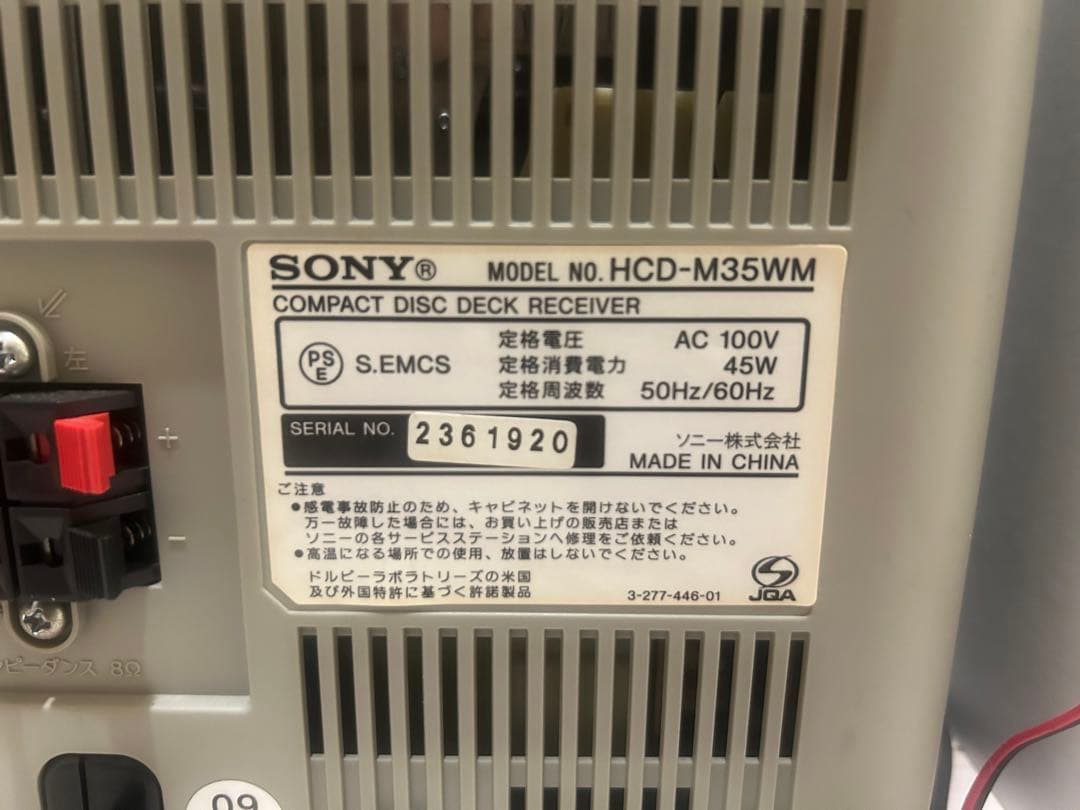 SONY® MODEL NO. HCD-M35WM
COMPACT DISC DECK RECEIVER
PSE S.EMCS
定格電圧 AC 100V
定格消費電力 45W
定格周波数 50Hz/60Hz
SERIAL NO. 2361920
ソニー株式会社
MADE IN CHINA
ご注意
●感電事故防止のため、キャビネットを開けないでください。
万一故障した場合には、お買い上げの販売店または
ソニーの各サービスステーションへ修理をご依頼ください。
●高温になる場所での使用、放置はしないでください。
ドルビーラボラトリーズの米国
及び外国特許に基づく許諾製品
3-277-446-01
JQA
左
+
−
ピーダンス 8Ω
09